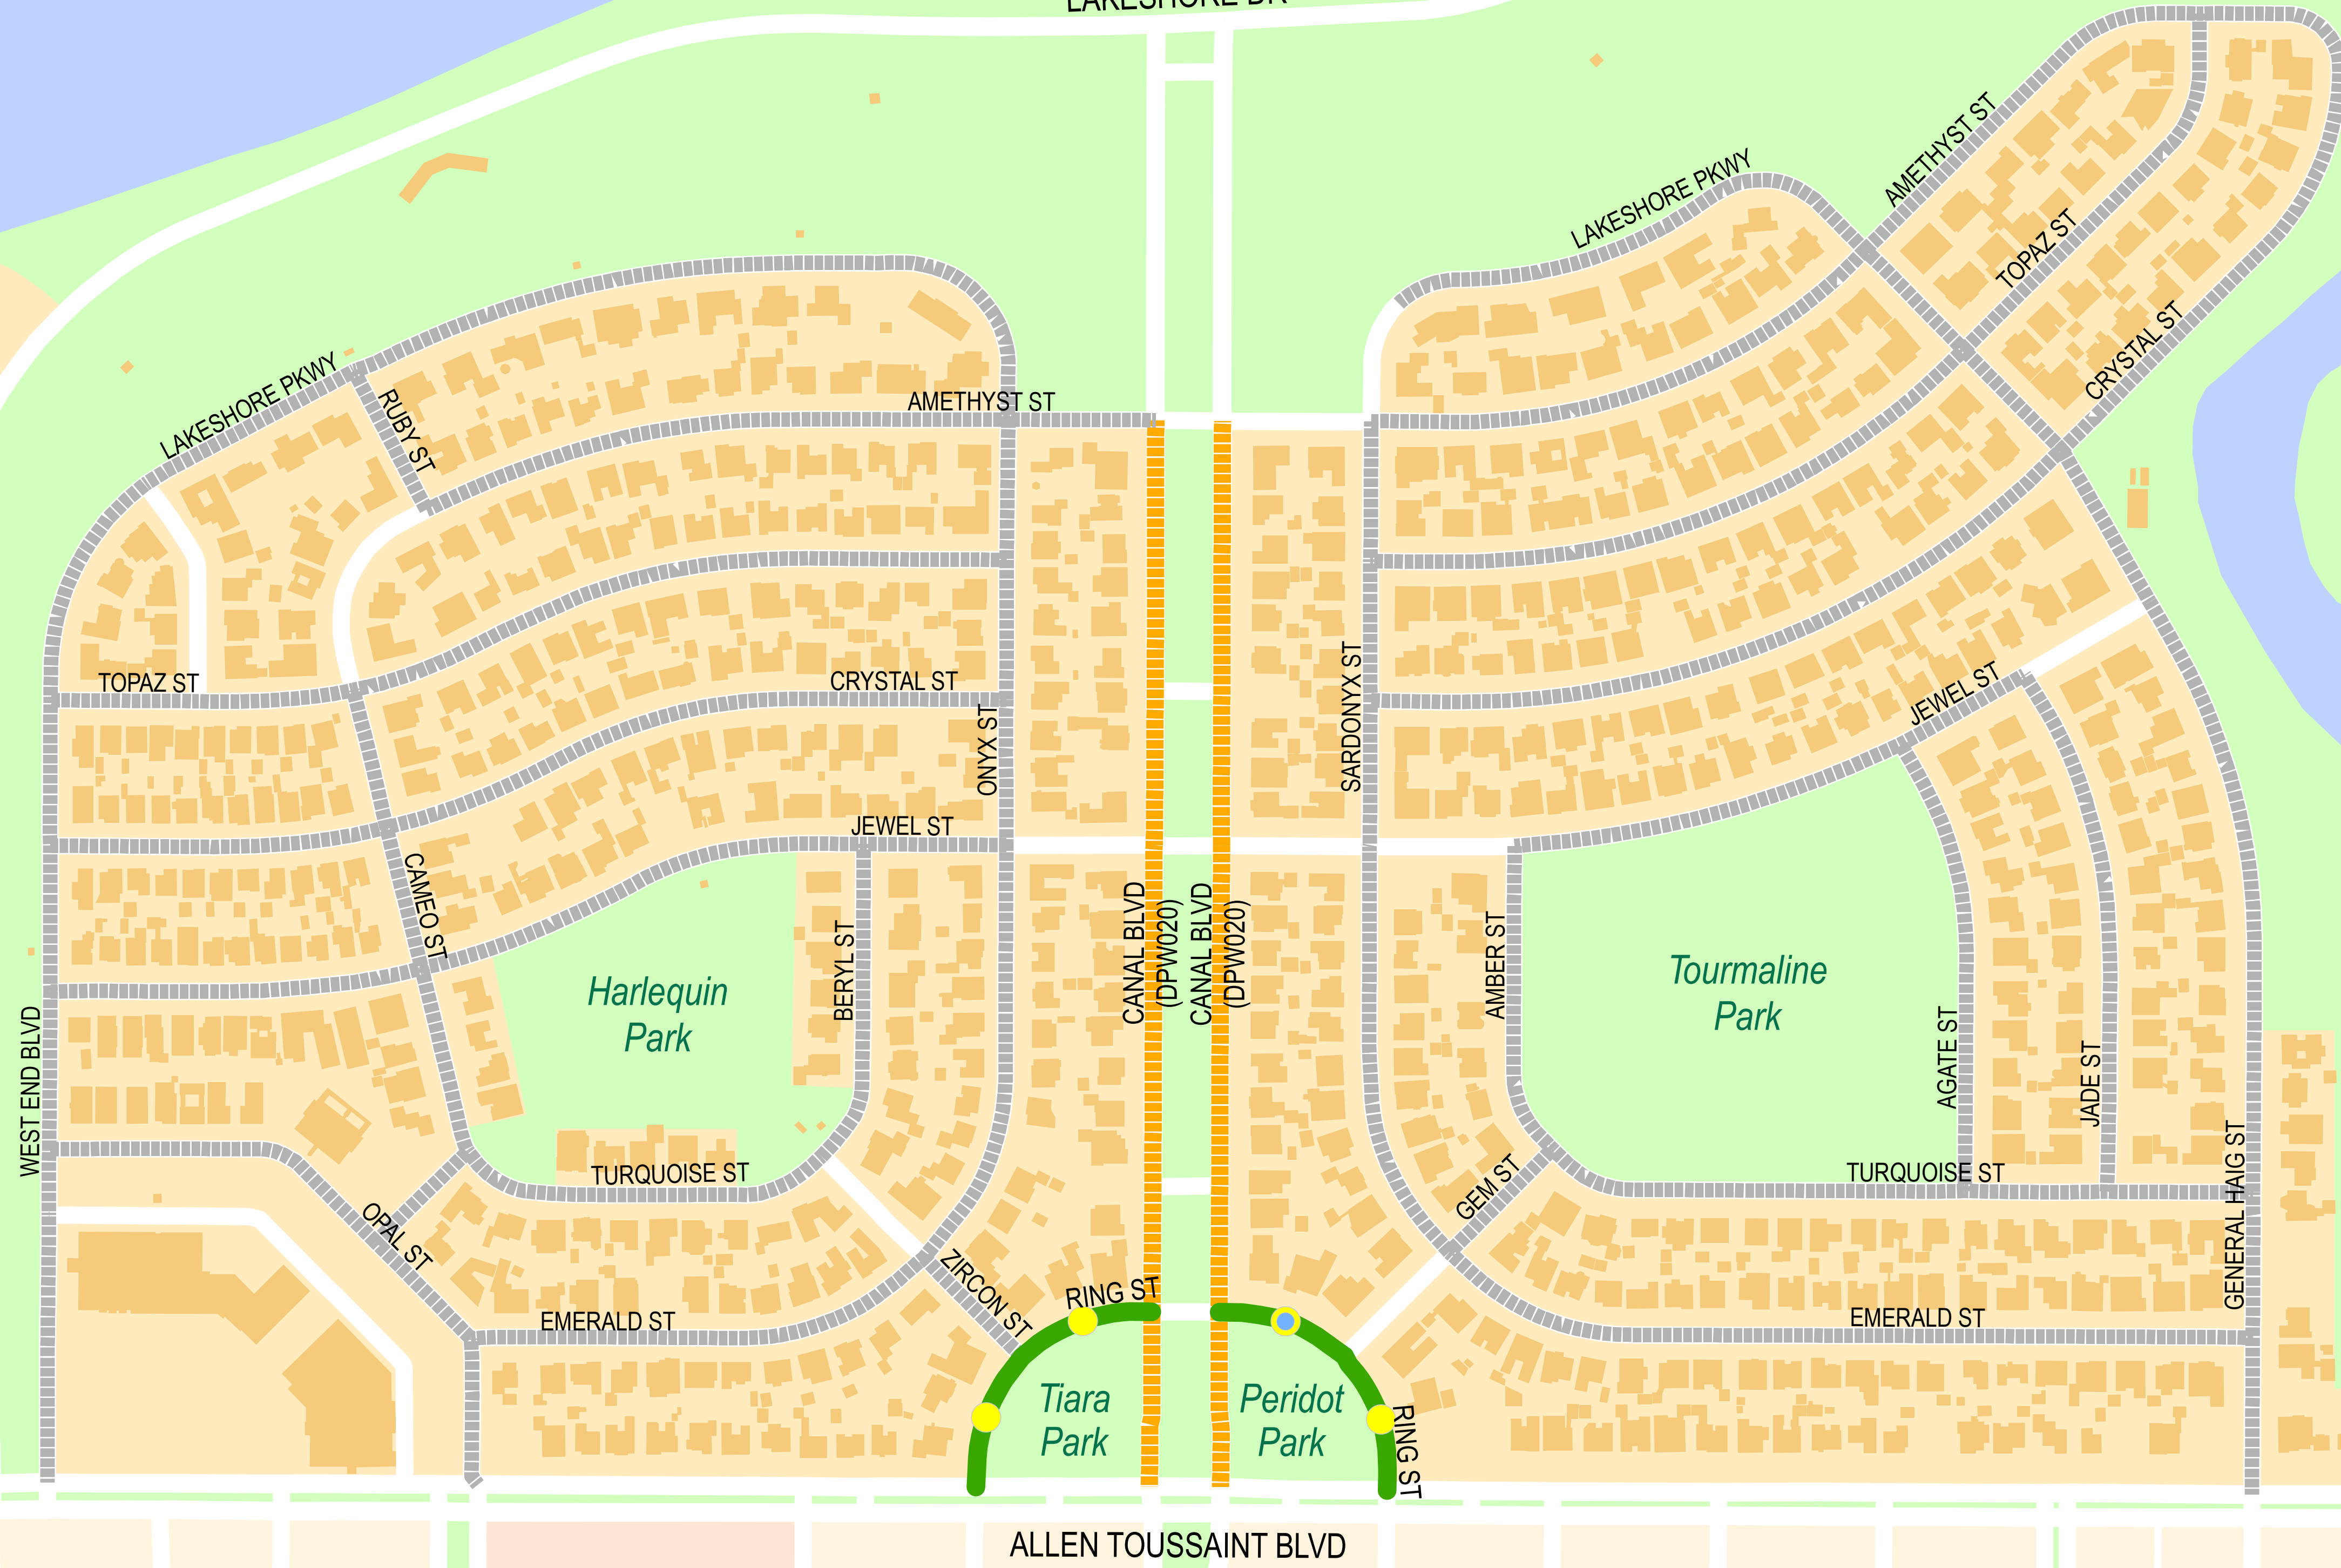 LAKESHORE DR
AMETHYST ST
LAKESHORE PKWY
TOPAZ ST
LAKESHORE PKWY
RUBY ST
AMETHYST ST
CRYSTAL ST
TOPAZ ST
CRYSTAL ST
ONYX ST
SARDONYX ST
JEWEL ST
JEWEL ST
CAMEO ST
CANAL BLVD
(DPW020)
CANAL BLVD
(DPW020)
BERYL ST
AMBER ST
Harlequin
Park
Tourmaline
Park
WEST END BLVD
AGATE ST
JADE ST
TURQUOISE ST
TURQUOISE ST
GEM ST
GENERAL HAIG ST
OPAL ST
ZIRCON ST
RING ST
EMERALD ST
EMERALD ST
Tiara
Park
Peridot
Park
RING ST
ALLEN TOUSSAINT BLVD